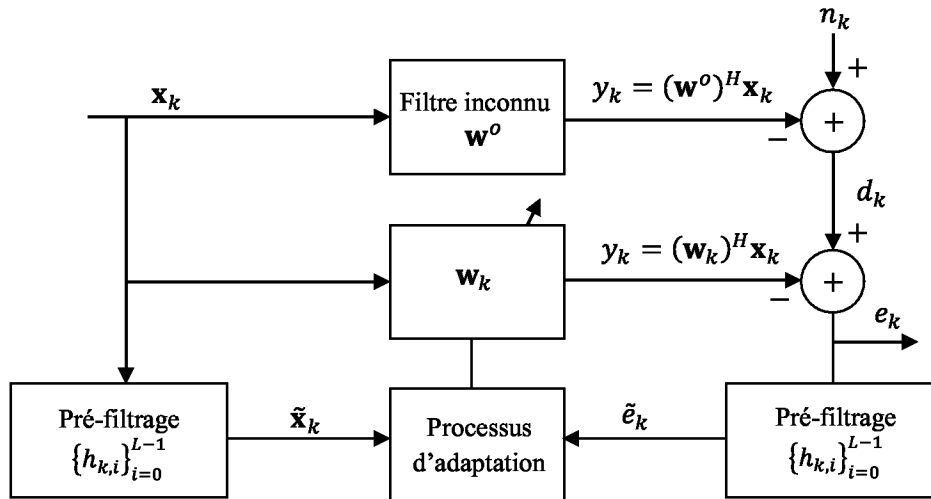 n_k
+
x_k
Filtre inconnu
w^o
y_k = (w^o)^H x_k
+
−
d_k
+
w_k
y_k = (w_k)^H x_k
+
−
e_k
Pré-filtrage
{h_{k,i}}_{i=0}^{L-1}
x̃_k
Processus
d’adaptation
ẽ_k
Pré-filtrage
{h_{k,i}}_{i=0}^{L-1}